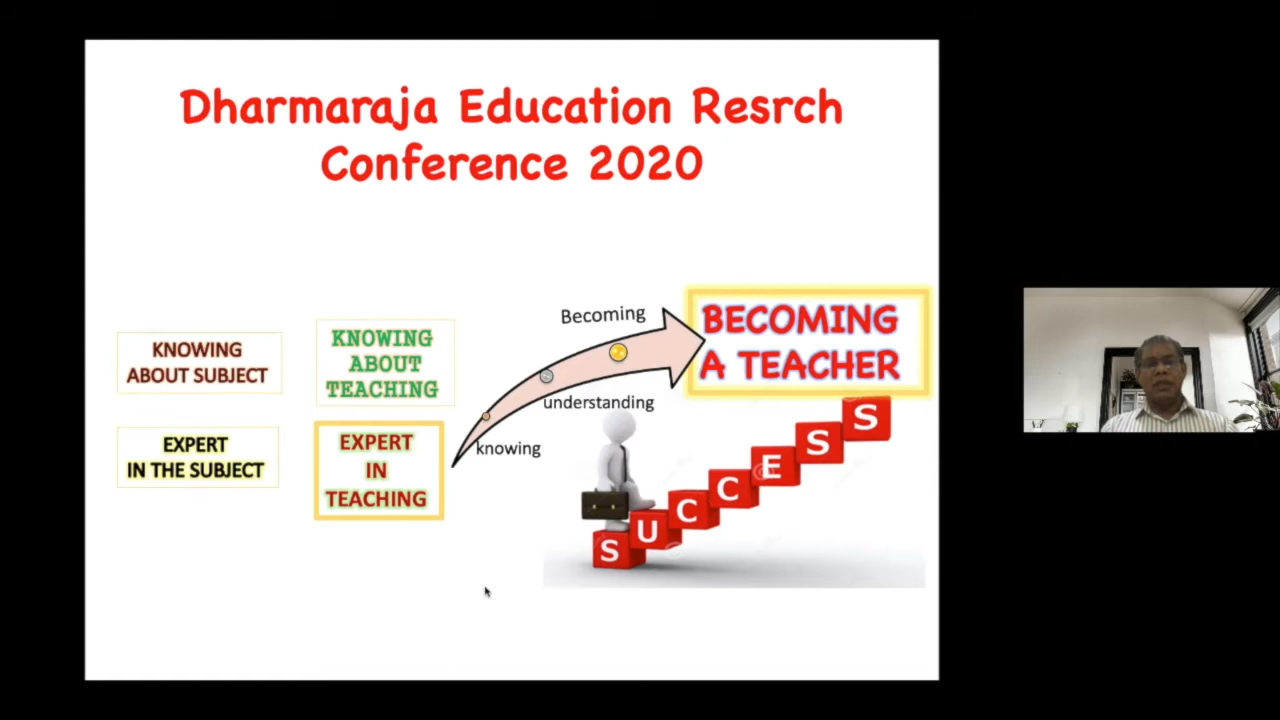 Dharmaraja Education Resrch
Conference 2020
KNOWING
ABOUT SUBJECT
KNOWING
ABOUT
TEACHING
EXPERT
IN THE SUBJECT
EXPERT
IN
TEACHING
Becoming
understanding
knowing
BECOMING
A TEACHER
SUCCESS